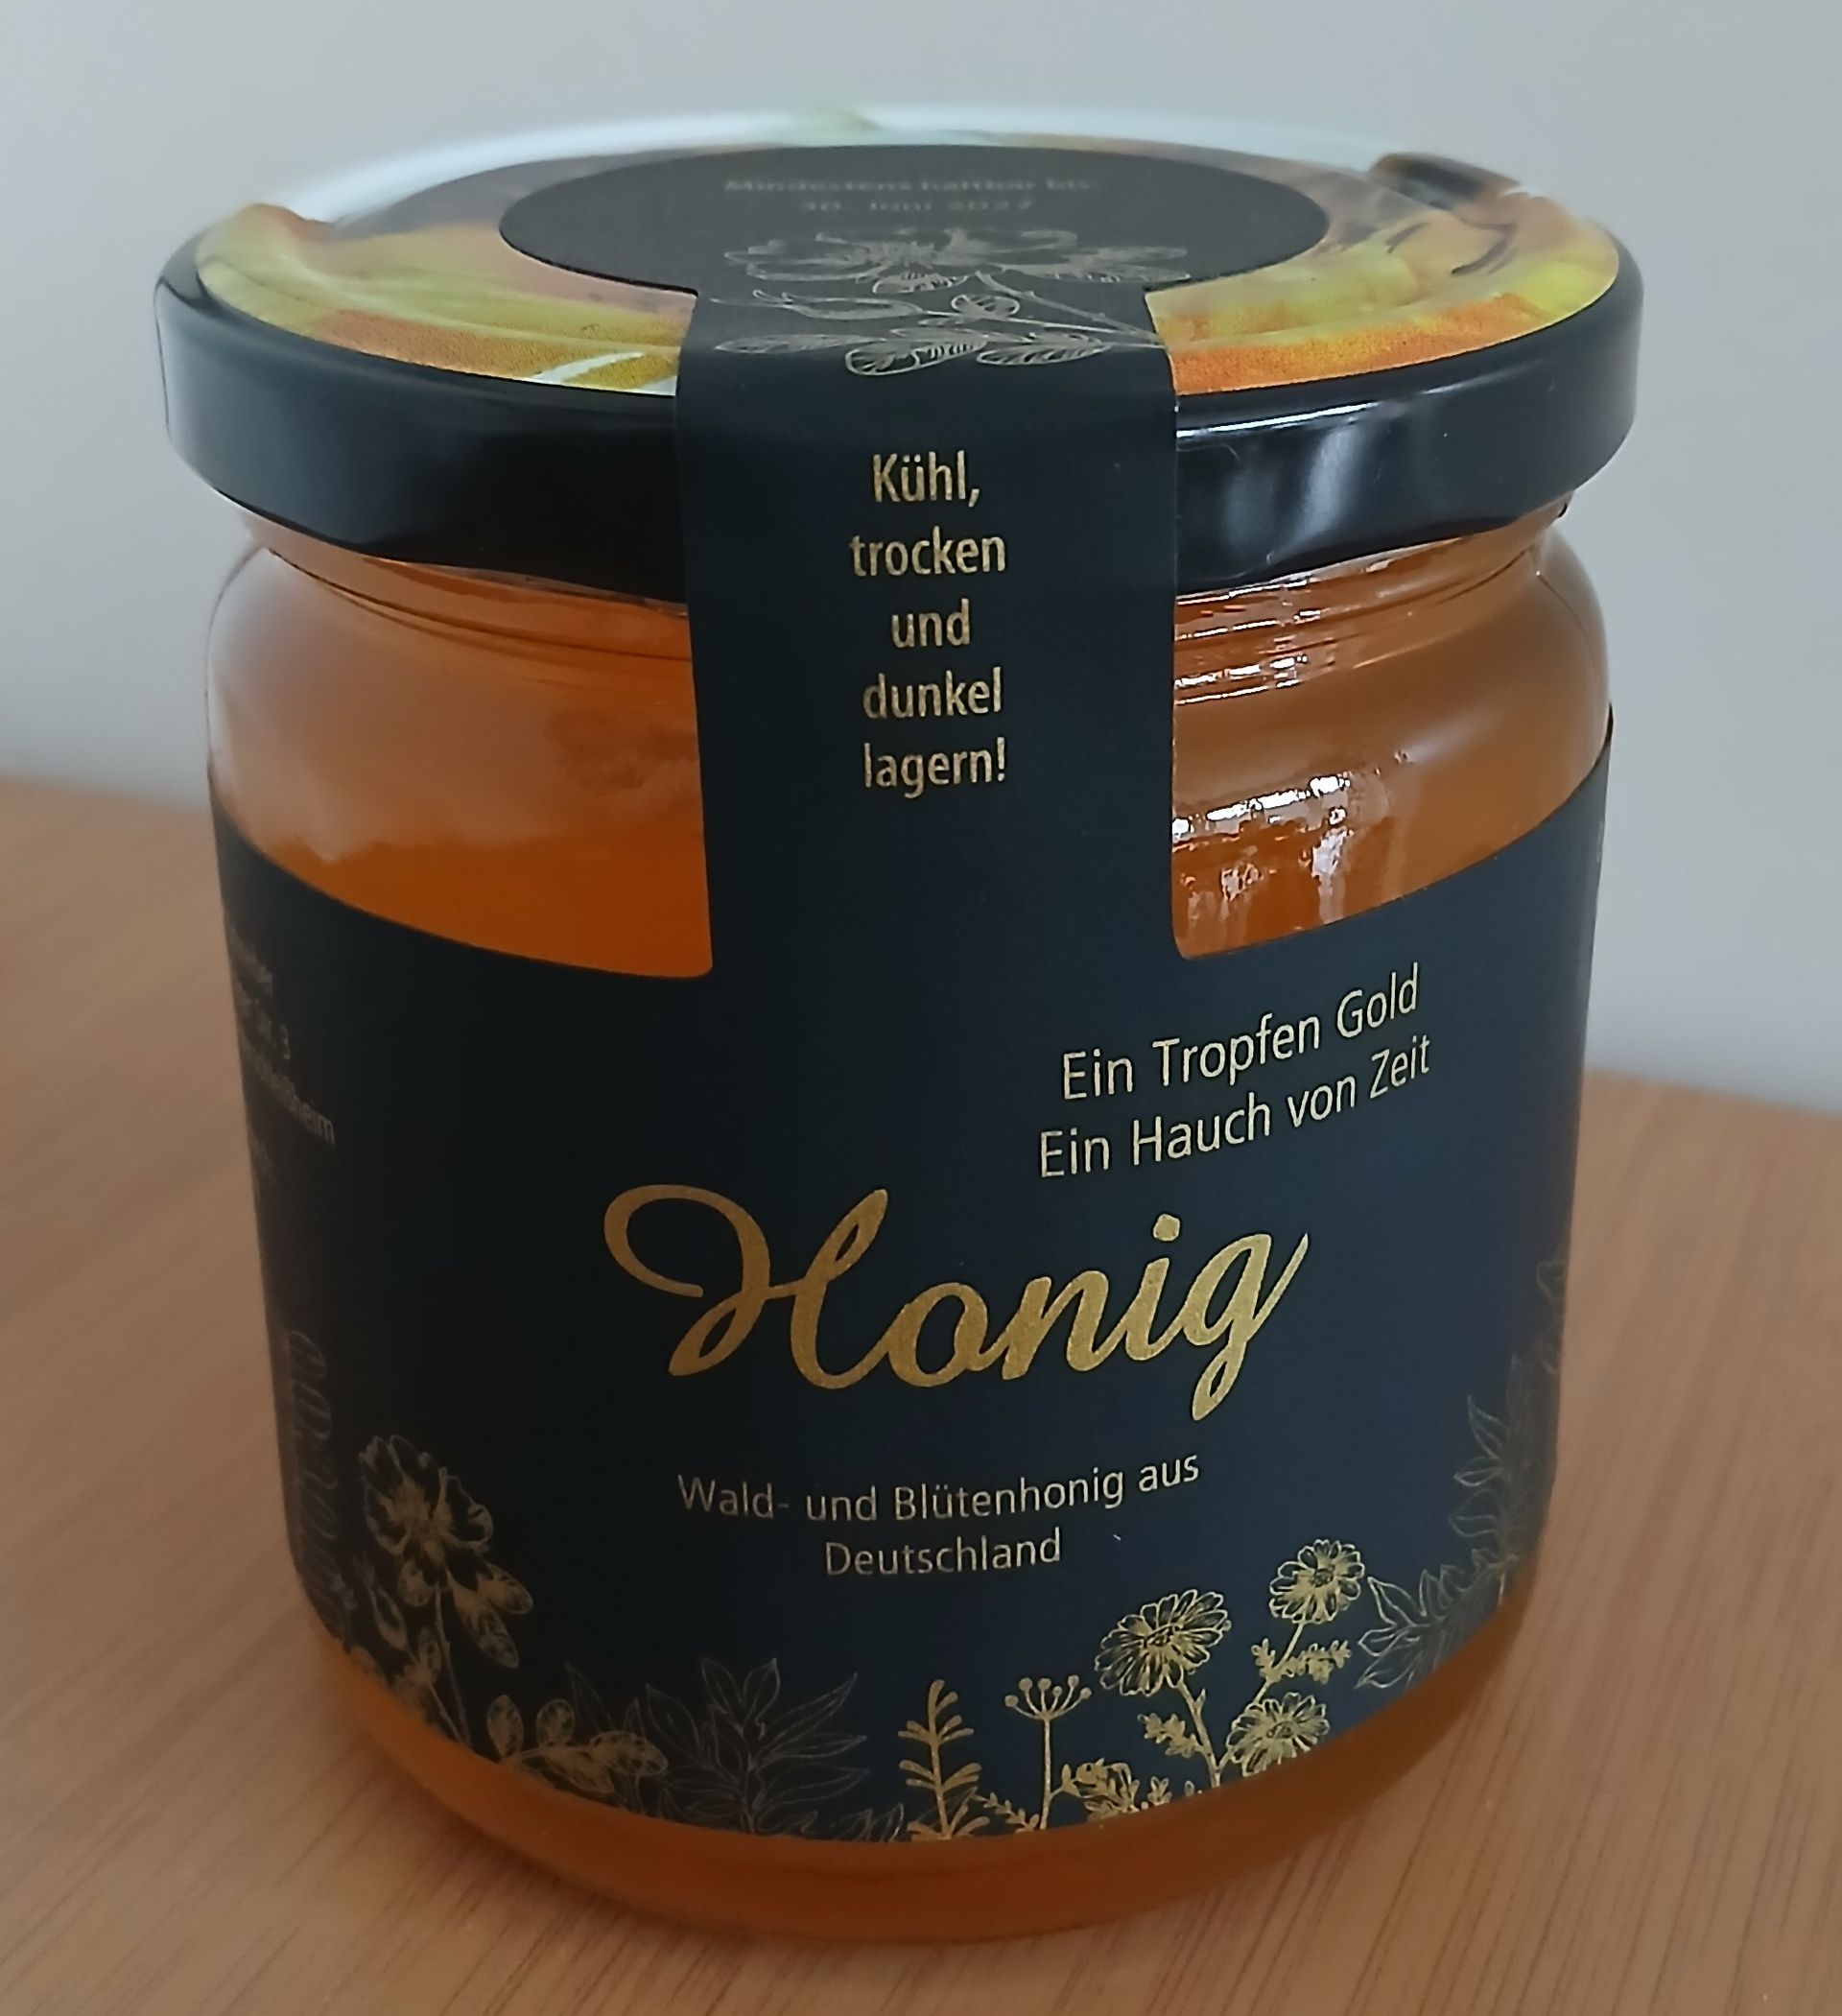 Mindestens haltbar bis:
30. Juni 2027
Kühl,
trocken
und
dunkel
lagern!
3
Ein Tropfen Gold
Ein Hauch von Zeit
Honig
Wald- und Blütenhonig aus
Deutschland